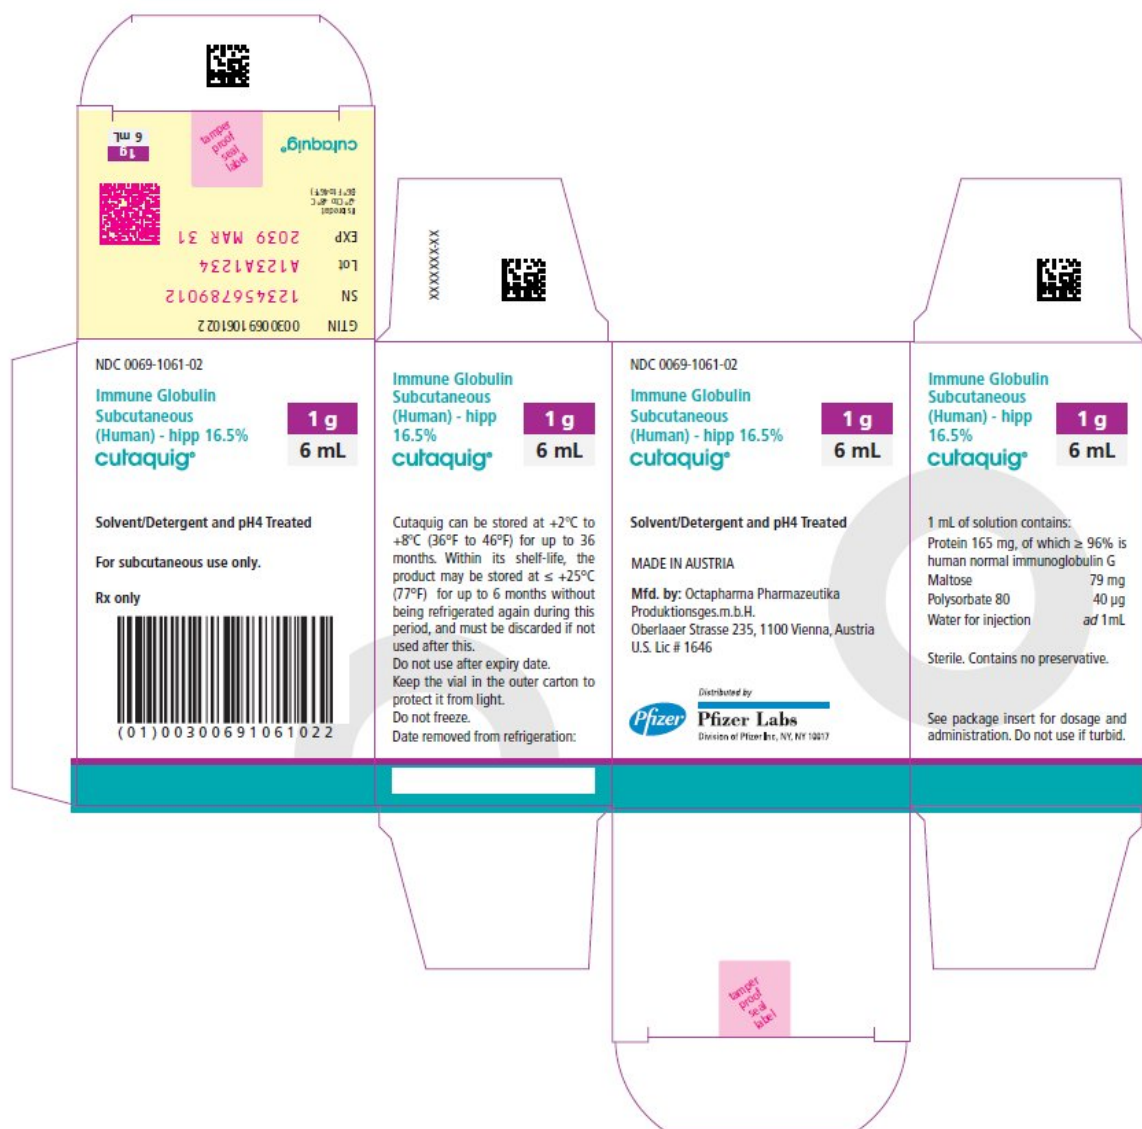 cutaquig®
1g
6 mL
tamper
proof
seal
label
EXP 2039 MAR 31
Lot A123A1234
SN 123456789012
GTIN 00300691061022
XXXXXXX-XX
NDC 0069-1061-02
Immune Globulin
Subcutaneous
(Human) - hipp 16.5%
cutaquig®
1 g
6 mL
Solvent/Detergent and pH4 Treated
For subcutaneous use only.
Rx only
(01)00300691061022
Immune Globulin
Subcutaneous
(Human) - hipp
16.5%
cutaquig®
1 g
6 mL
Cutaquig can be stored at +2°C to
+8°C (36°F to 46°F) for up to 36
months. Within its shelf-life, the
product may be stored at ≤ +25°C
(77°F) for up to 6 months without
being refrigerated again during this
period, and must be discarded if not
used after this.
Do not use after expiry date.
Keep the vial in the outer carton to
protect it from light.
Do not freeze.
Date removed from refrigeration:
NDC 0069-1061-02
Immune Globulin
Subcutaneous
(Human) - hipp 16.5%
cutaquig®
1 g
6 mL
Solvent/Detergent and pH4 Treated
MADE IN AUSTRIA
Mfd. by: Octapharma Pharmazeutika
Produktionsges.m.b.H.
Oberlaaer Strasse 235, 1100 Vienna, Austria
U.S. Lic # 1646
Pfizer
Distributed by
Pfizer Labs
Division of Pfizer Inc, NY, NY 10017
Immune Globulin
Subcutaneous
(Human) - hipp
16.5%
cutaquig®
1 g
6 mL
1 mL of solution contains:
Protein 165 mg, of which ≥ 96% is
human normal immunoglobulin G
Maltose 79 mg
Polysorbate 80 40 μg
Water for injection ad 1mL
Sterile. Contains no preservative.
See package insert for dosage and
administration. Do not use if turbid.
tamper
proof
seal
label